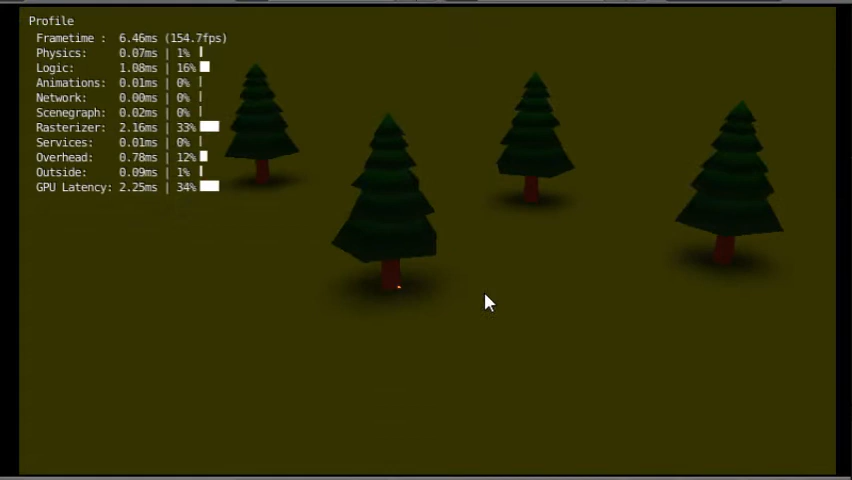 Profile
Frametime : 6.46ms (154.7fps)
Physics: 0.07ms | 1%
Logic: 1.08ms | 16%
Animations: 0.01ms | 0%
Network: 0.00ms | 0%
Scenegraph: 0.02ms | 0%
Rasterizer: 2.16ms | 33%
Services: 0.01ms | 0%
Overhead: 0.78ms | 12%
Outside: 0.09ms | 1%
GPU Latency: 2.25ms | 34%